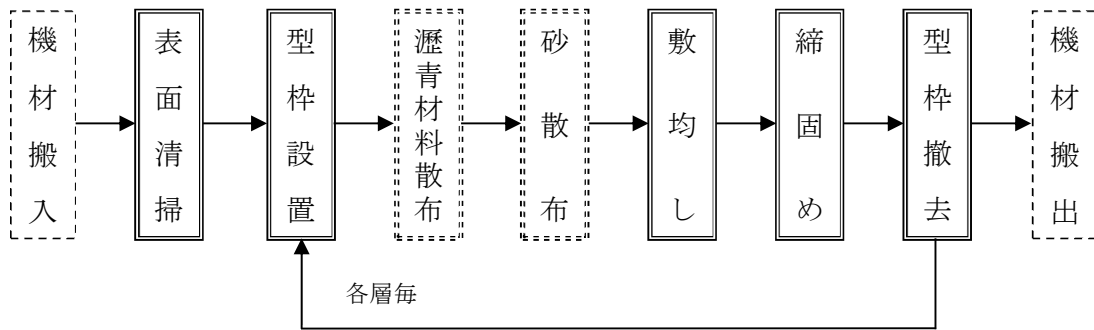 機材搬入
表面清掃
型枠設置
瀝青材料散布
砂散布
敷均し
締固め
型枠撤去
機材搬出
各層毎